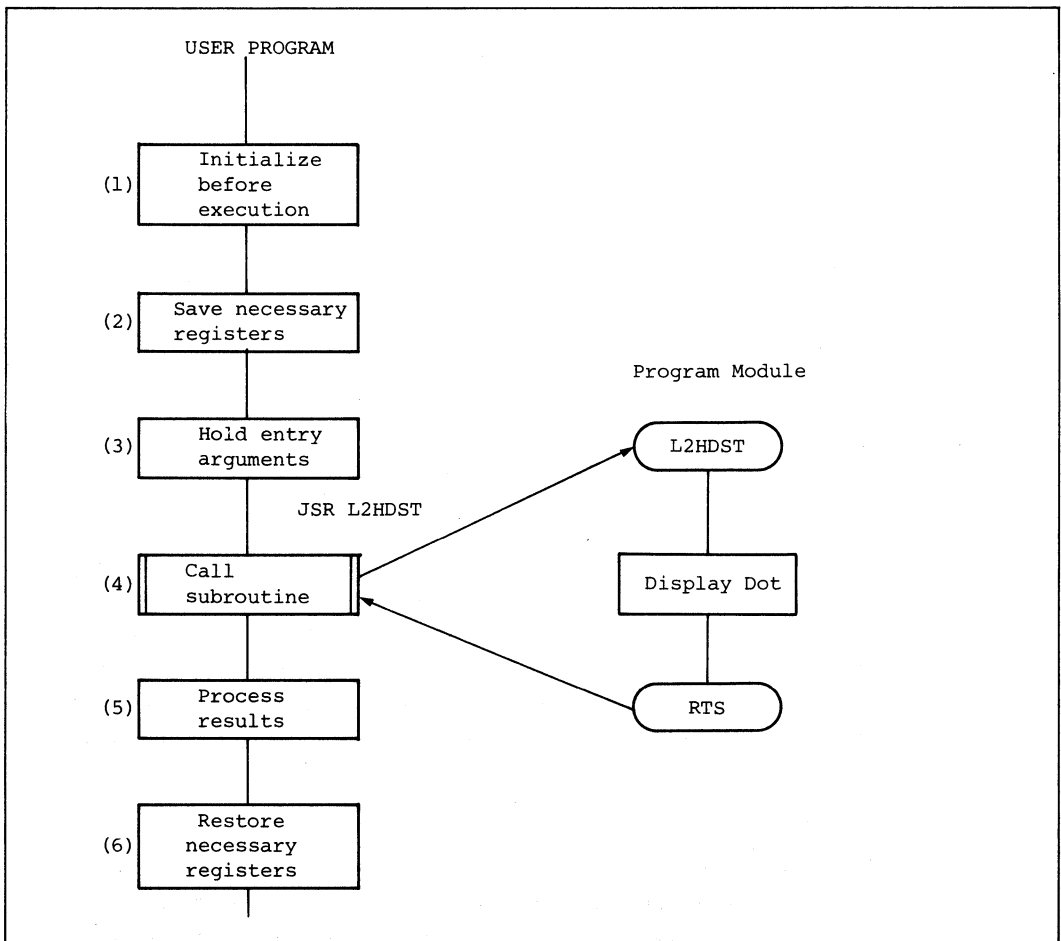 USER PROGRAM
(1)
Initialize
before
execution
(2)
Save necessary
registers
(3)
Hold entry
arguments
JSR L2HDST
(4)
Call
subroutine
(5)
Process
results
(6)
Restore
necessary
registers
Program Module
L2HDST
Display Dot
RTS